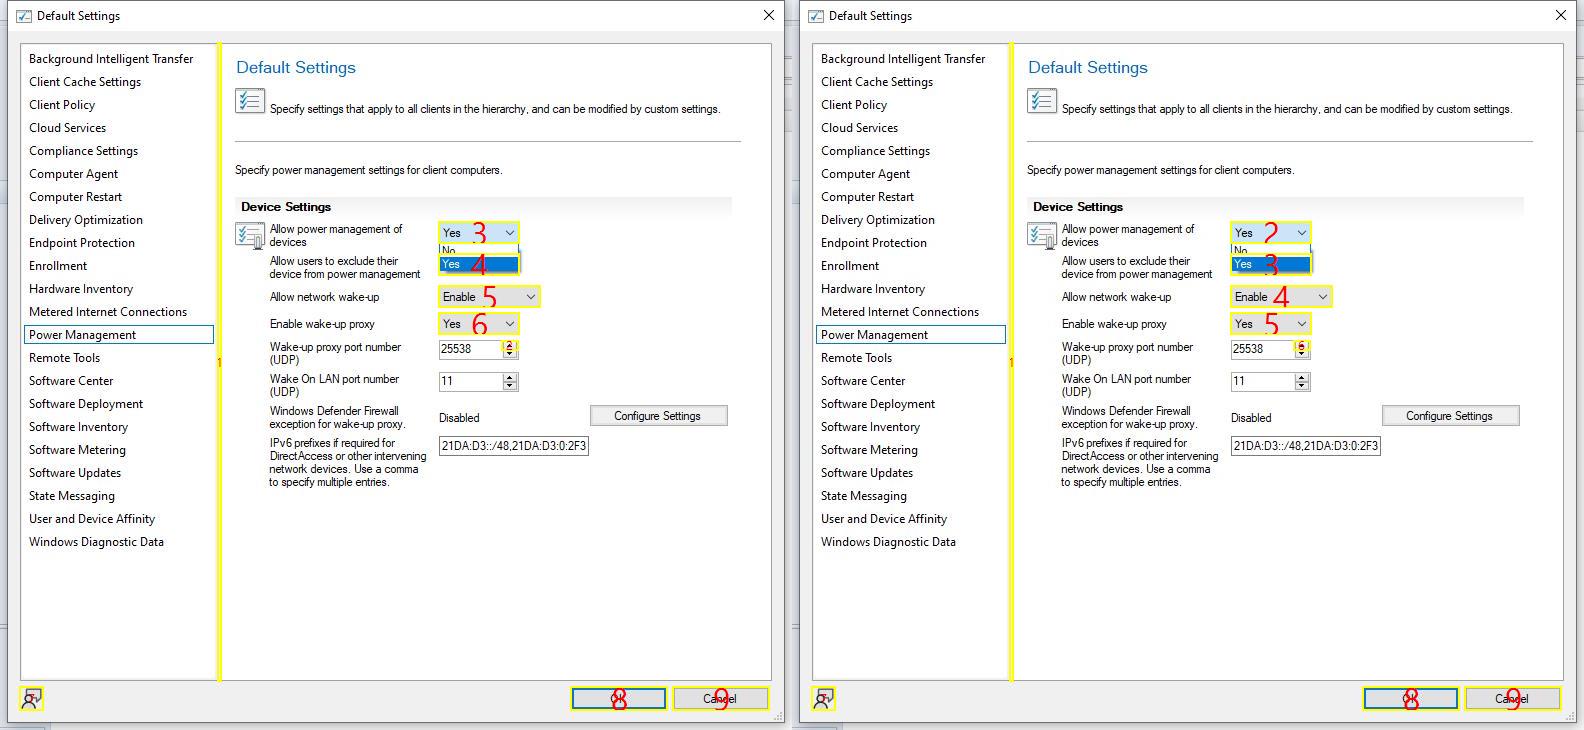 Default Settings
Background Intelligent Transfer
Client Cache Settings
Client Policy
Cloud Services
Compliance Settings
Computer Agent
Computer Restart
Delivery Optimization
Endpoint Protection
Enrollment
Hardware Inventory
Metered Internet Connections
Power Management
Remote Tools
Software Center
Software Deployment
Software Inventory
Software Metering
Software Updates
State Messaging
User and Device Affinity
Windows Diagnostic Data
1
Default Settings
Specify settings that apply to all clients in the hierarchy, and can be modified by custom settings.
Specify power management settings for client computers.
Device Settings
Allow power management of
devices
Yes 3
No
Allow users to exclude their
device from power management
Yes 4
Allow network wake-up
Enable 5
Enable wake-up proxy
Yes 6
Wake-up proxy port number
(UDP)
25538 2
Wake On LAN port number
(UDP)
11
Windows Defender Firewall
exception for wake-up proxy.
Disabled
Configure Settings
IPv6 prefixes if required for
DirectAccess or other intervening
network devices. Use a comma
to specify multiple entries.
21DA:D3::/48,21DA:D3:0:2F3
8
Cancel 9
Default Settings
Background Intelligent Transfer
Client Cache Settings
Client Policy
Cloud Services
Compliance Settings
Computer Agent
Computer Restart
Delivery Optimization
Endpoint Protection
Enrollment
Hardware Inventory
Metered Internet Connections
Power Management
Remote Tools
Software Center
Software Deployment
Software Inventory
Software Metering
Software Updates
State Messaging
User and Device Affinity
Windows Diagnostic Data
1
Default Settings
Specify settings that apply to all clients in the hierarchy, and can be modified by custom settings.
Specify power management settings for client computers.
Device Settings
Allow power management of
devices
Yes 2
No
Allow users to exclude their
device from power management
Yes 3
Allow network wake-up
Enable 4
Enable wake-up proxy
Yes 5
Wake-up proxy port number
(UDP)
25538 6
Wake On LAN port number
(UDP)
11
Windows Defender Firewall
exception for wake-up proxy.
Disabled
Configure Settings
IPv6 prefixes if required for
DirectAccess or other intervening
network devices. Use a comma
to specify multiple entries.
21DA:D3::/48,21DA:D3:0:2F3
8
Cancel 9